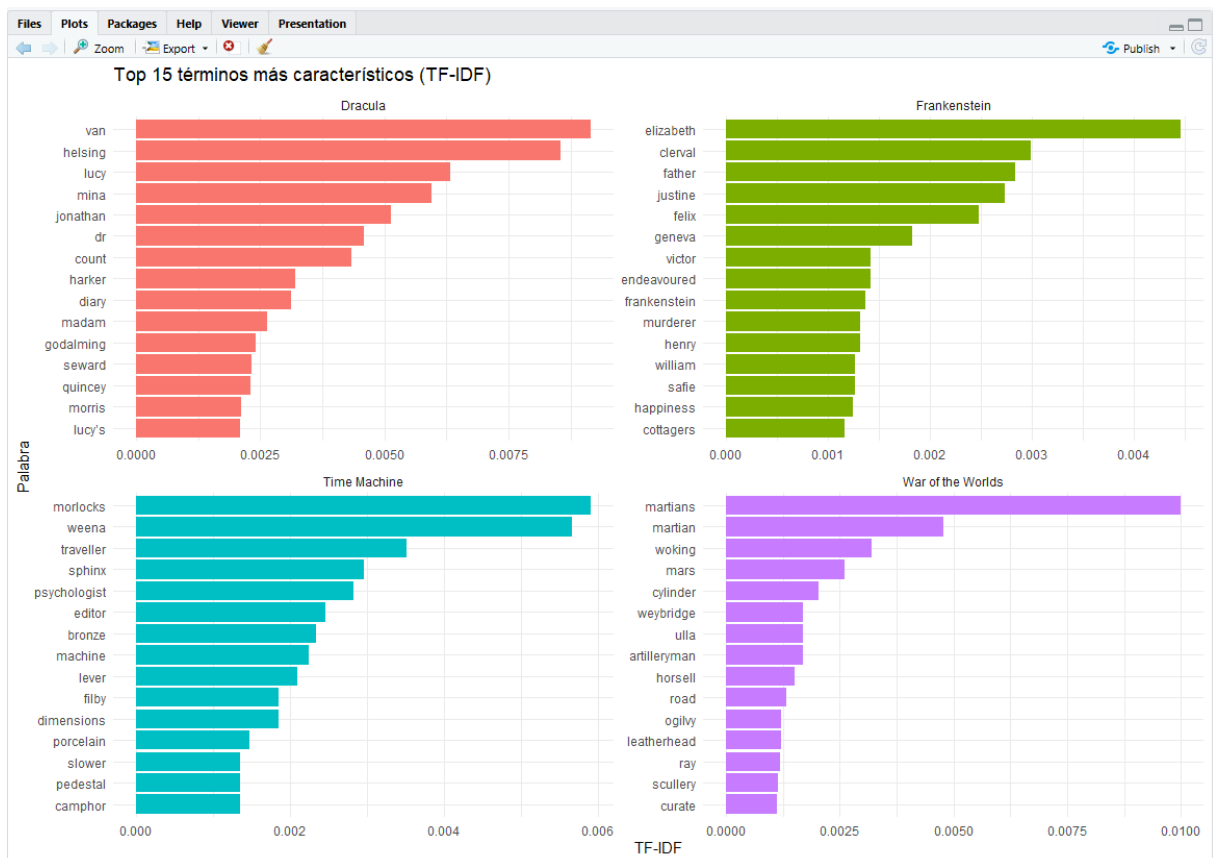 Files Plots Packages Help Viewer Presentation
Zoom Export Publish
Top 15 términos más característicos (TF-IDF)
Dracula
van
helsing
lucy
mina
jonathan
dr
count
harker
diary
madam
godalming
seward
quincey
morris
lucy's
0.0000 0.0025 0.0050 0.0075
Frankenstein
elizabeth
clerval
father
justine
felix
geneva
victor
endeavoured
frankenstein
murderer
henry
william
safie
happiness
cottagers
0.000 0.001 0.002 0.003 0.004
Palabra
Time Machine
morlocks
weena
traveller
sphinx
psychologist
editor
bronze
machine
lever
filby
dimensions
porcelain
slower
pedestal
camphor
0.000 0.002 0.004 0.006
War of the Worlds
martians
martian
woking
mars
cylinder
weybridge
ulla
artilleryman
horsell
road
ogilvy
leatherhead
ray
scullery
curate
0.0000 0.0025 0.0050 0.0075 0.0100
TF-IDF